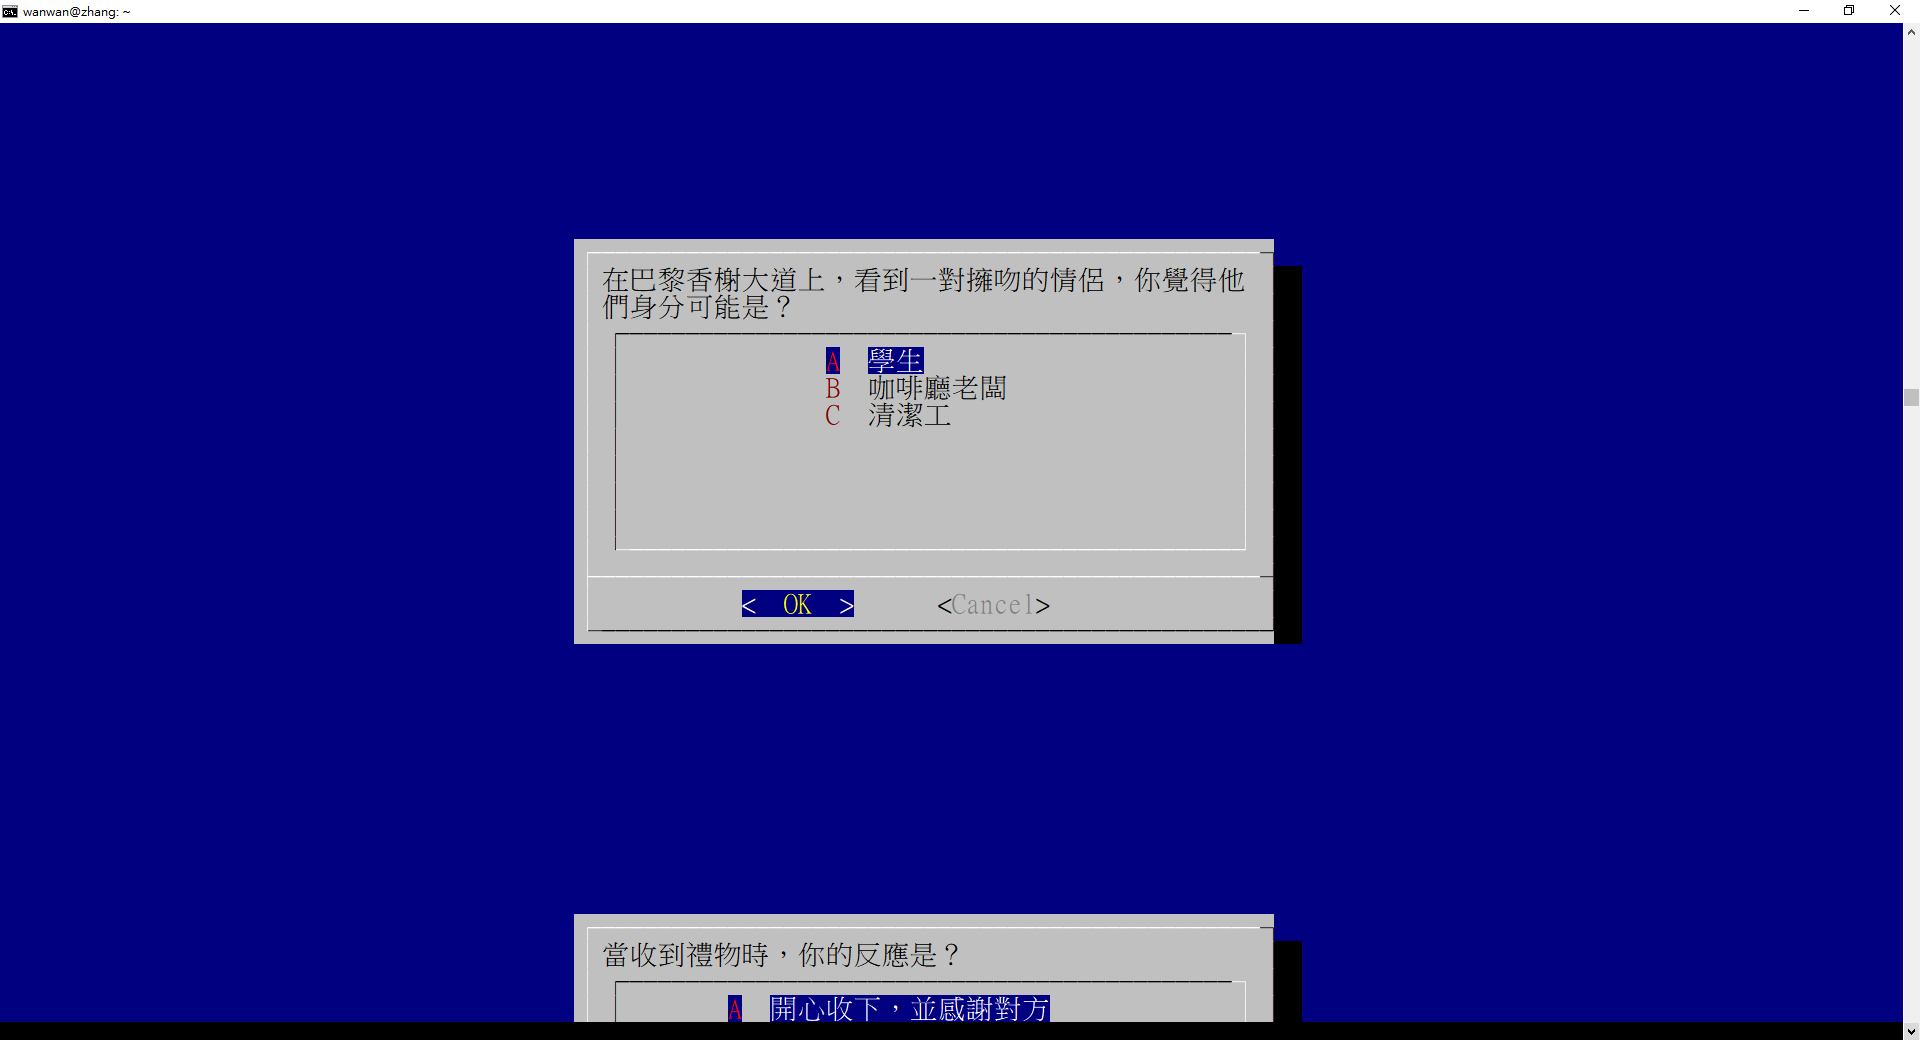 wanwan@zhang: ~
在巴黎香榭大道上，看到一對擁吻的情侶，你覺得他
們身分可能是？
A 學生
B 咖啡廳老闆
C 清潔工
< OK > <Cancel>
當收到禮物時，你的反應是？
A 開心收下，並感謝對方